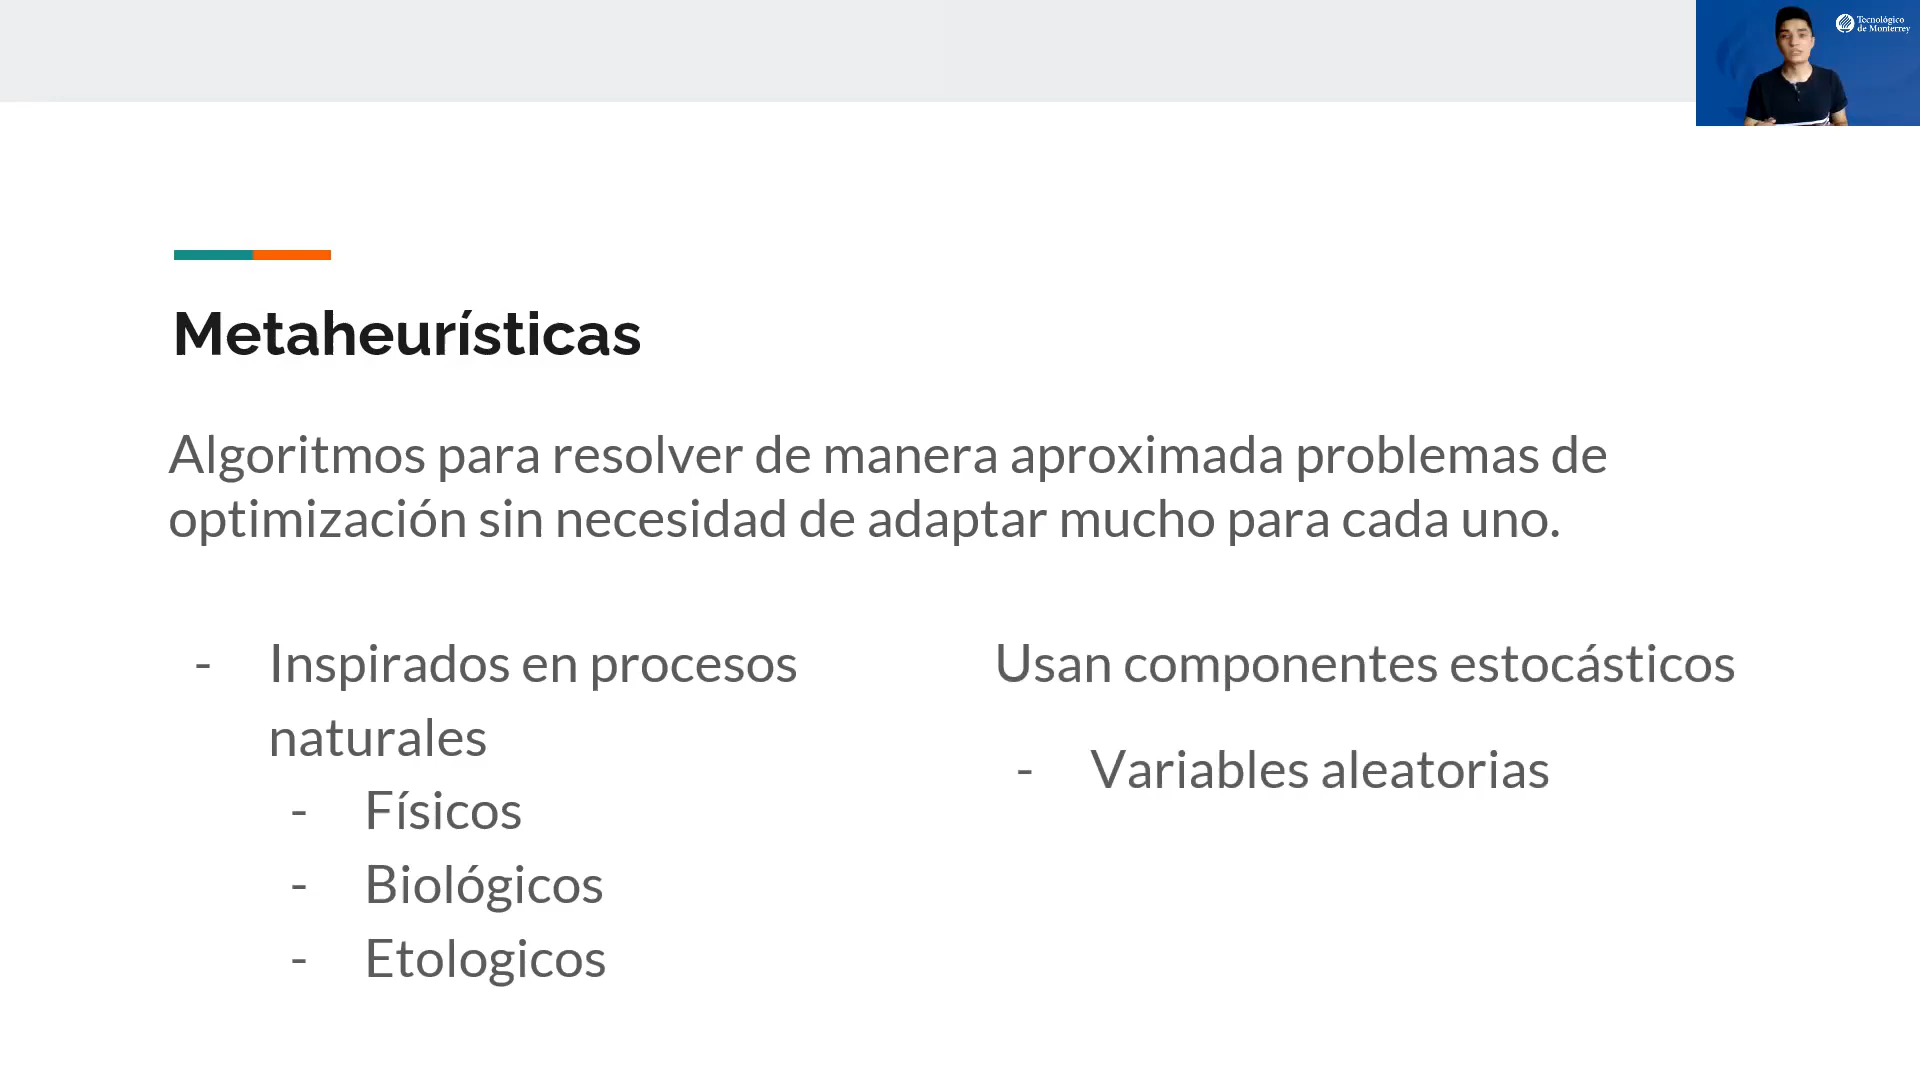 Tecnológico
de Monterrey
Metaheurísticas
Algoritmos para resolver de manera aproximada problemas de
optimización sin necesidad de adaptar mucho para cada uno.
- Inspirados en procesos
naturales
- Físicos
- Biológicos
- Etologicos
Usan componentes estocásticos
- Variables aleatorias